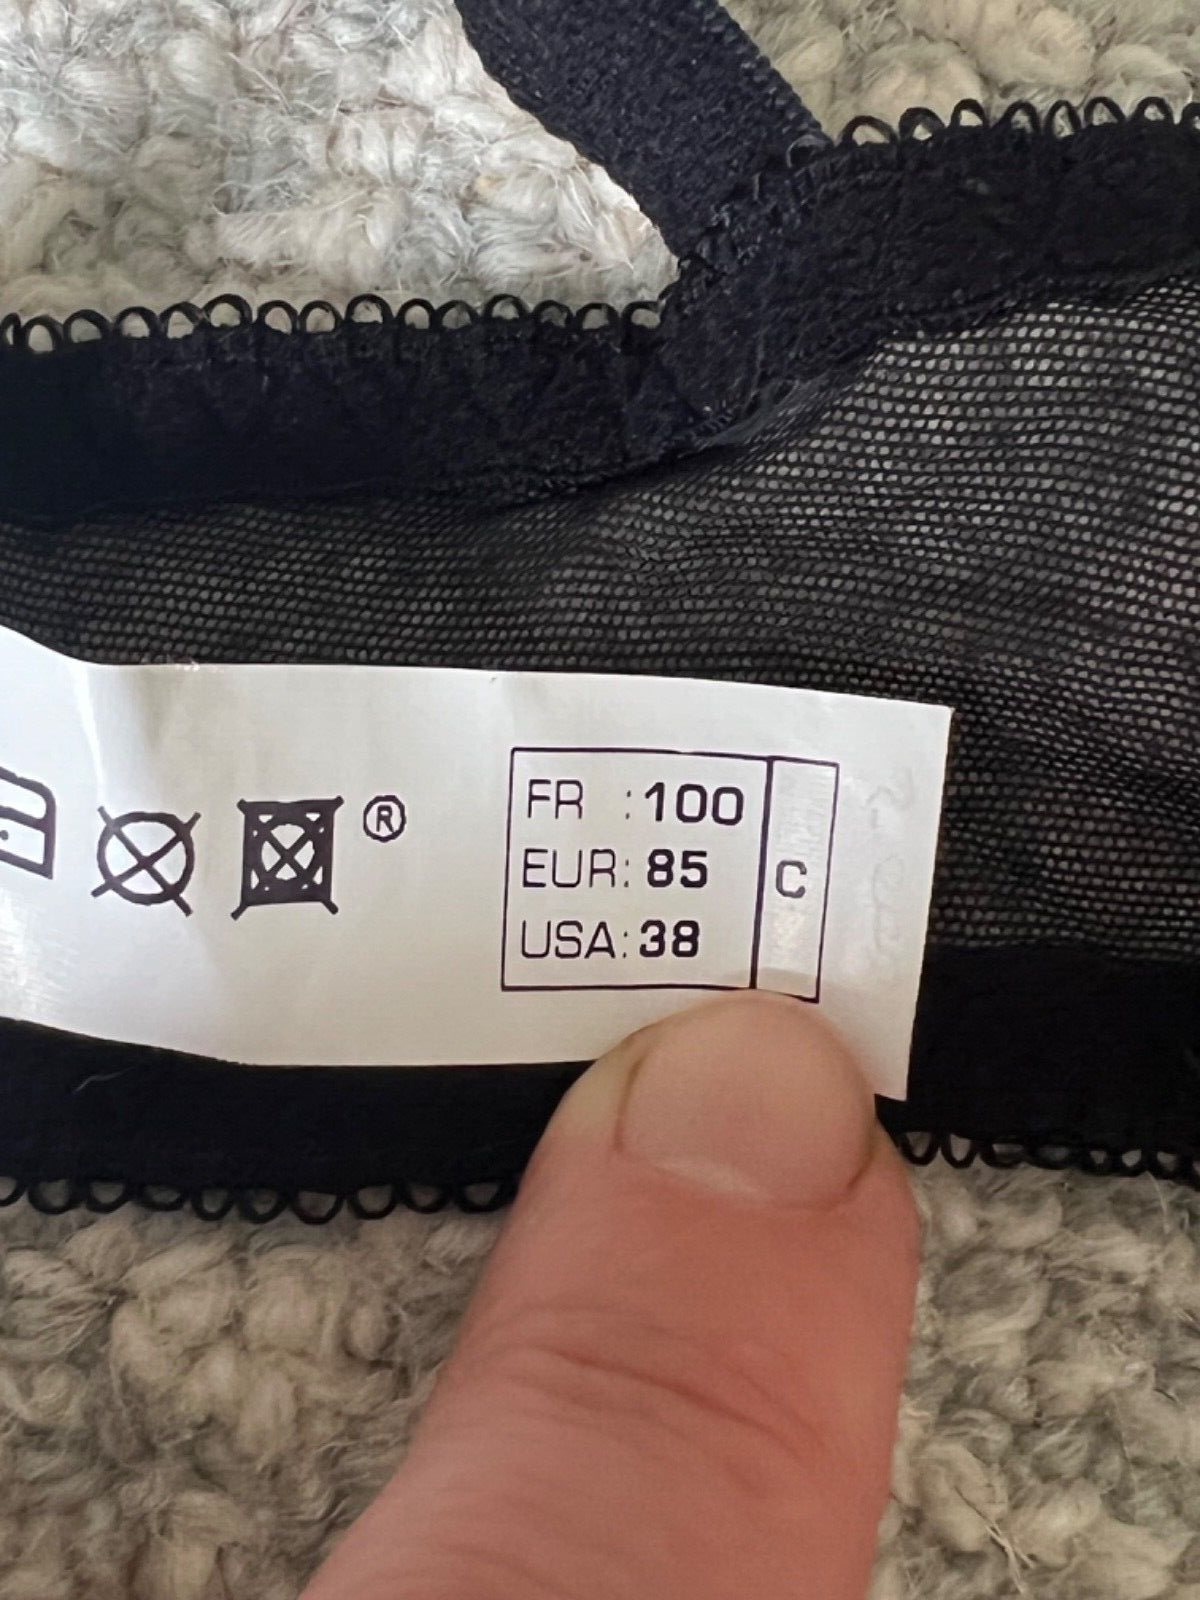 ®
FR : 100
EUR: 85
USA: 38
C